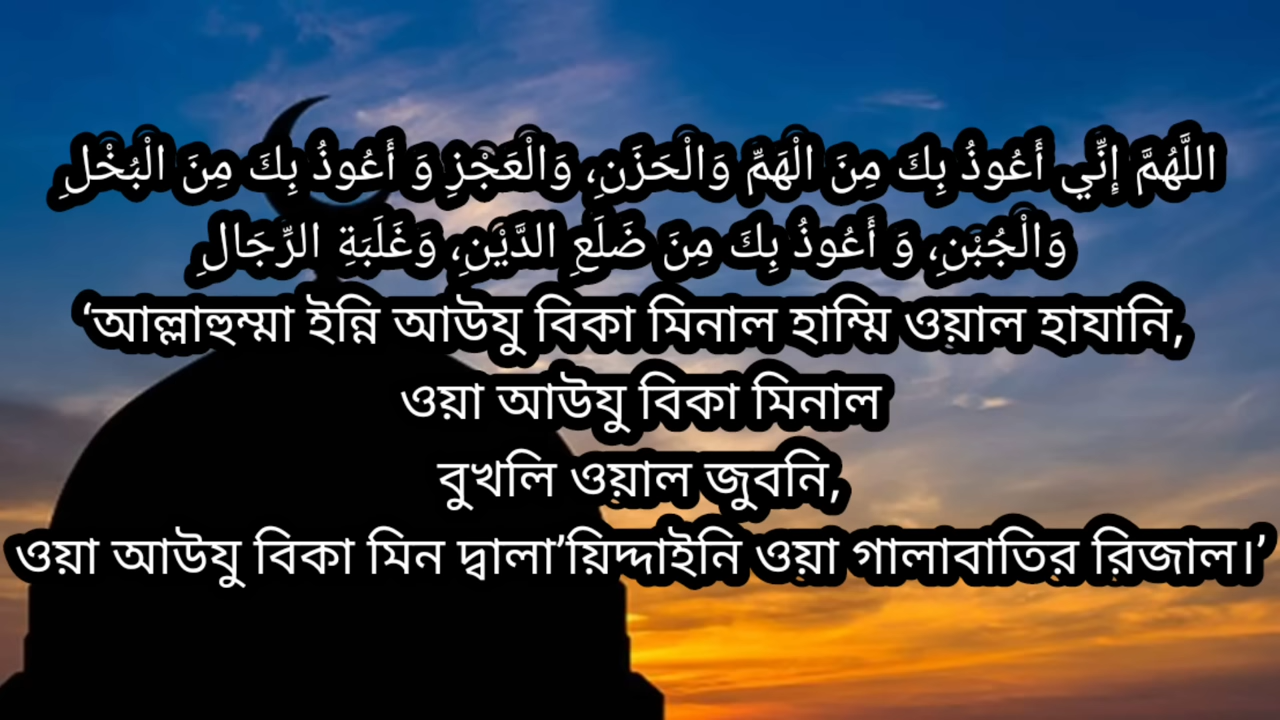 اللَّهُمَّ إِنِّي أَعُوذُ بِكَ مِنَ الْهَمِّ وَالْحَزَنِ، وَالْعَجْزِ وَ أَعُوذُ بِكَ مِنَ الْبُخْلِ
وَالْجُبْنِ، وَ أَعُوذُ بِكَ مِنَ ضَلَعِ الدَّيْنِ، وَغَلَبَةِ الرِّجَالِ
‘আল্লাহুম্মা ইন্নি আউযু বিকা মিনাল হাম্মি ওয়াল হাযানি,
ওয়া আউযু বিকা মিনাল
বুখলি ওয়াল জুবনি,
ওয়া আউযু বিকা মিন দ্বালা’য়িদ্দাইনি ওয়া গালাবাতির রিজাল।’